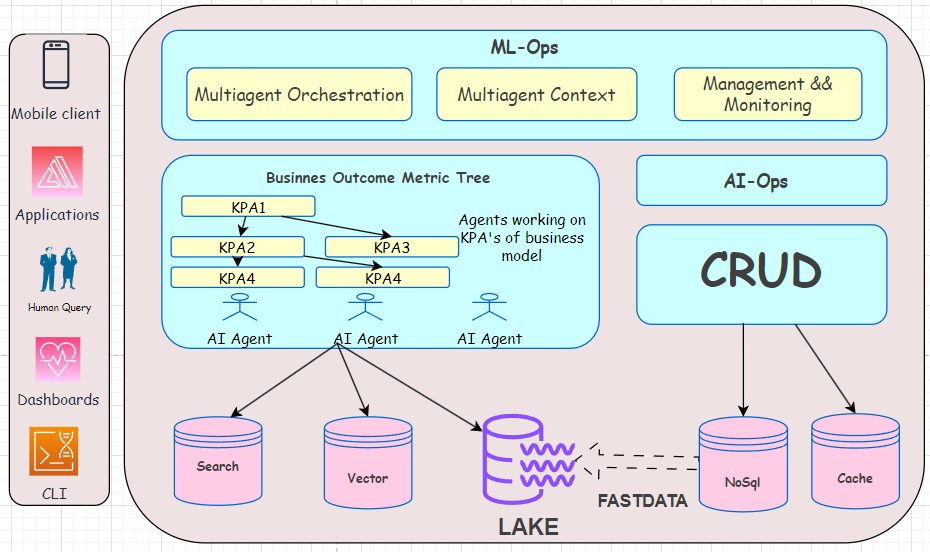 Mobile client
Applications
Human Query
Dashboards
CLI
ML-Ops
Multiagent Orchestration
Multiagent Context
Management &&
Monitoring
Businnes Outcome Metric Tree
KPA1
KPA2
KPA3
KPA4
KPA4
Agents working on
KPA's of business
model
AI Agent
AI Agent
AI Agent
AI-Ops
CRUD
Search
Vector
LAKE
FASTDATA
NoSql
Cache